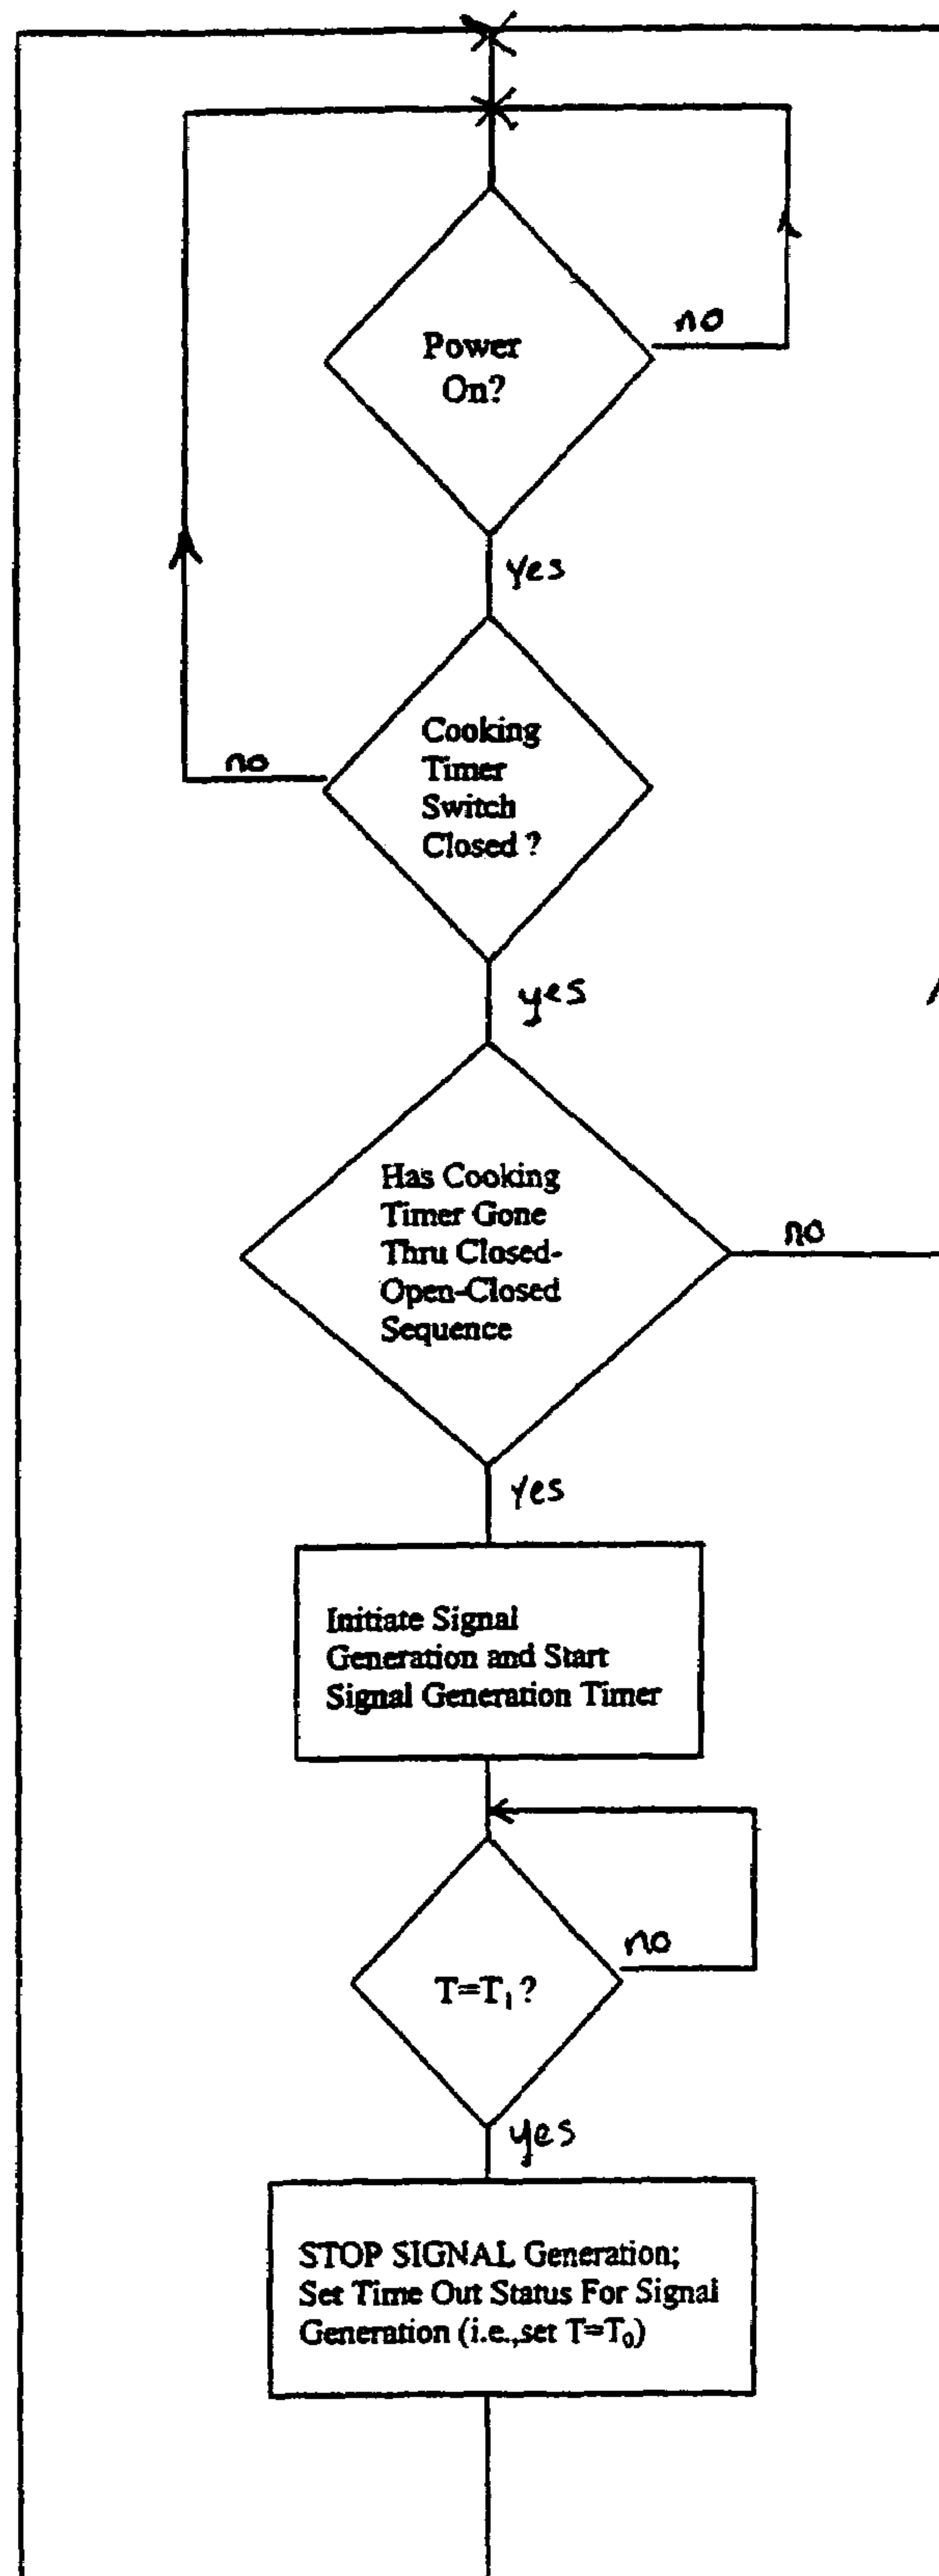 Power
On?
no
Yes
Cooking
Timer
Switch
Closed ?
no
yes
Has Cooking
Timer Gone
Thru Closed-
Open-Closed
Sequence
no
Yes
Initiate Signal
Generation and Start
Signal Generation Timer
T=T₁ ?
no
yes
STOP SIGNAL Generation;
Set Time Out Status For Signal
Generation (i.e.,set T=T₀)